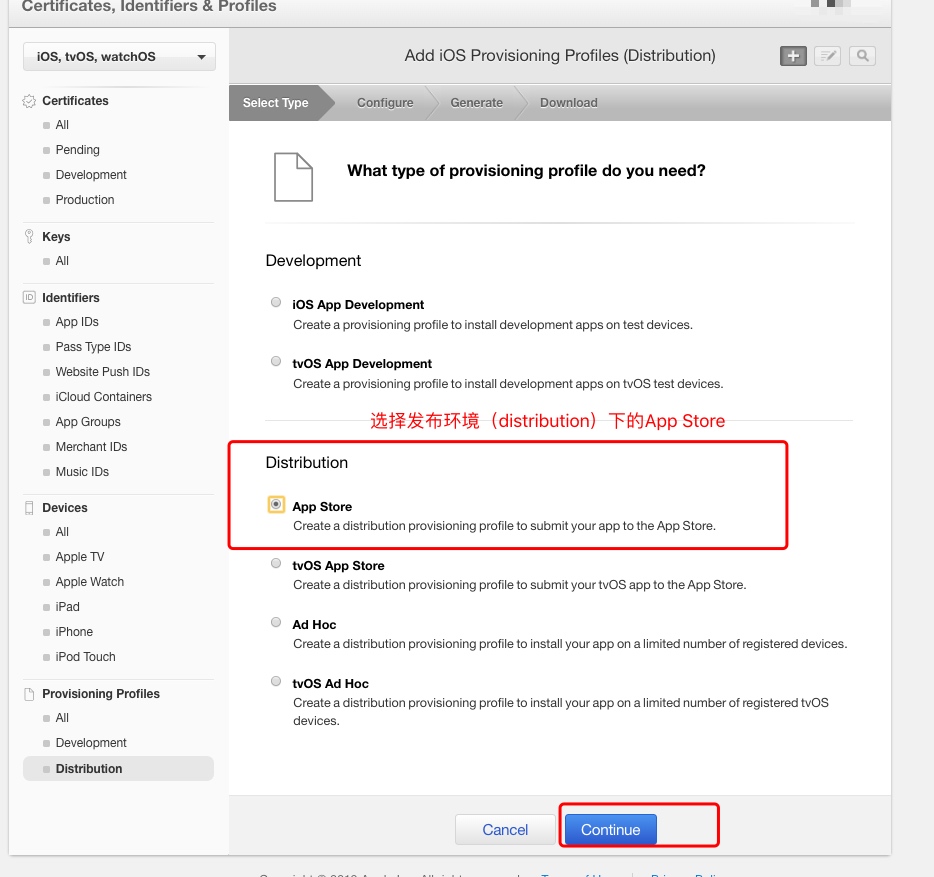 Certificates, Identifiers & Profiles
iOS, tvOS, watchOS
Certificates
All
Pending
Development
Production
Keys
All
ID Identifiers
App IDs
Pass Type IDs
Website Push IDs
iCloud Containers
App Groups
Merchant IDs
Music IDs
Devices
All
Apple TV
Apple Watch
iPad
iPhone
iPod Touch
Provisioning Profiles
All
Development
Distribution
Add iOS Provisioning Profiles (Distribution)
Select Type
Configure
Generate
Download
What type of provisioning profile do you need?
Development
iOS App Development
Create a provisioning profile to install development apps on test devices.
tvOS App Development
Create a provisioning profile to install development apps on tvOS test devices.
选择发布环境（distribution）下的App Store
Distribution
App Store
Create a distribution provisioning profile to submit your app to the App Store.
tvOS App Store
Create a distribution provisioning profile to submit your tvOS app to the App Store.
Ad Hoc
Create a distribution provisioning profile to install your app on a limited number of registered devices.
tvOS Ad Hoc
Create a distribution provisioning profile to install your app on a limited number of registered tvOS
devices.
Cancel
Continue